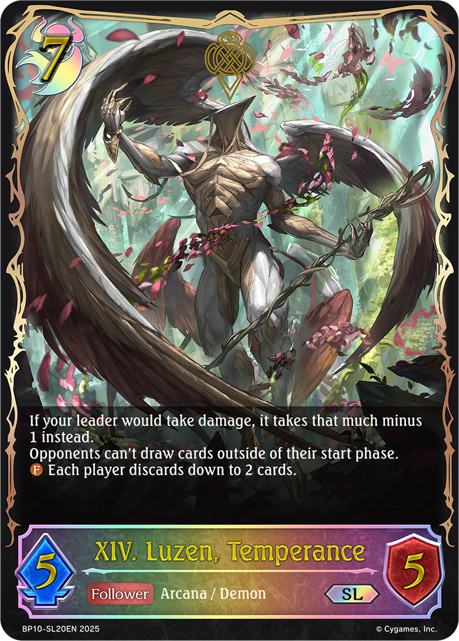 7
If your leader would take damage, it takes that much minus
1 instead.
Opponents can't draw cards outside of their start phase.
F Each player discards down to 2 cards.
XIV. Luzen, Temperance
5
5
Follower Arcana / Demon
SL
BP10-SL20EN 2025
© Cygames, Inc.